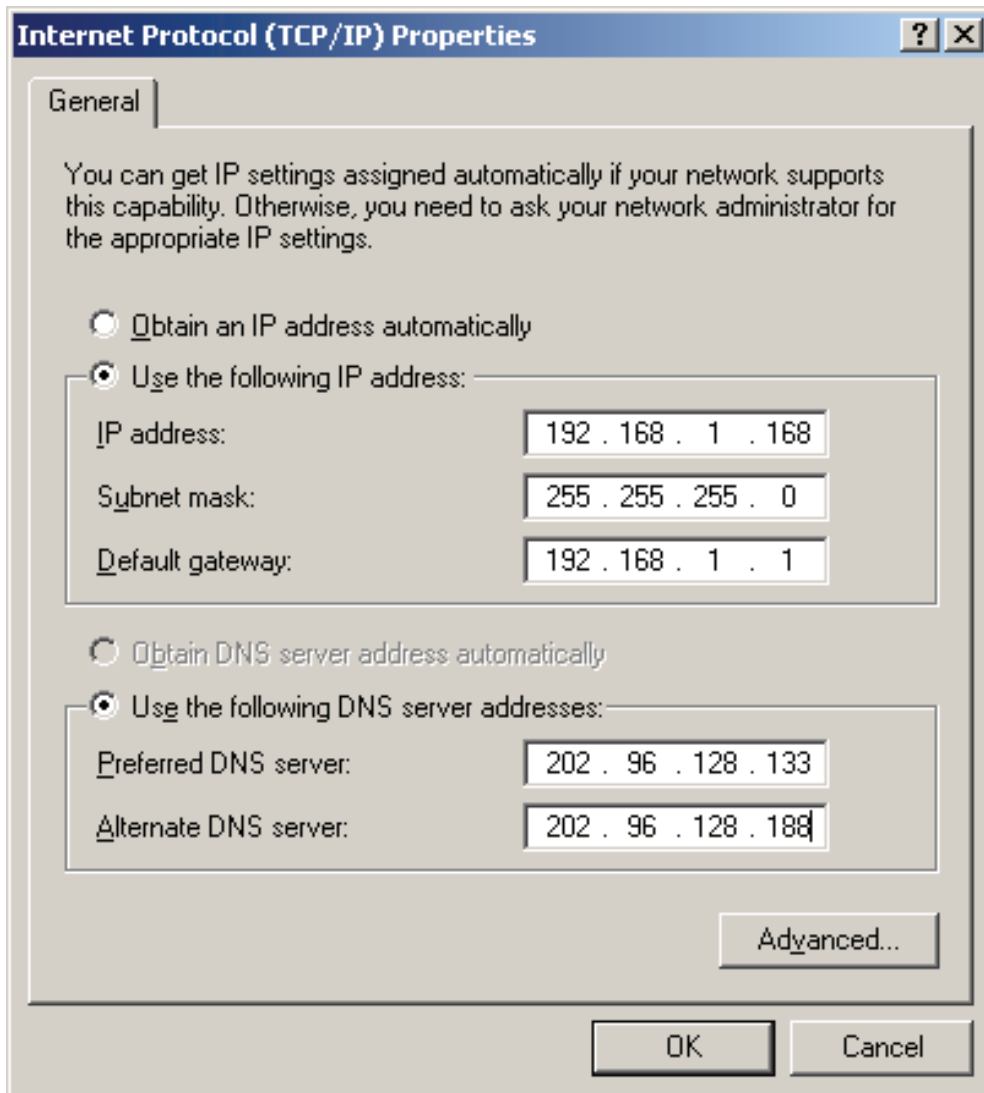 Internet Protocol (TCP/IP) Properties
General
You can get IP settings assigned automatically if your network supports
this capability. Otherwise, you need to ask your network administrator for
the appropriate IP settings.
Obtain an IP address automatically
Use the following IP address:
IP address: 192 . 168 . 1 . 168
Subnet mask: 255 . 255 . 255 . 0
Default gateway: 192 . 168 . 1 . 1
Obtain DNS server address automatically
Use the following DNS server addresses:
Preferred DNS server: 202 . 96 . 128 . 133
Alternate DNS server: 202 . 96 . 128 . 188
Advanced...
OK Cancel